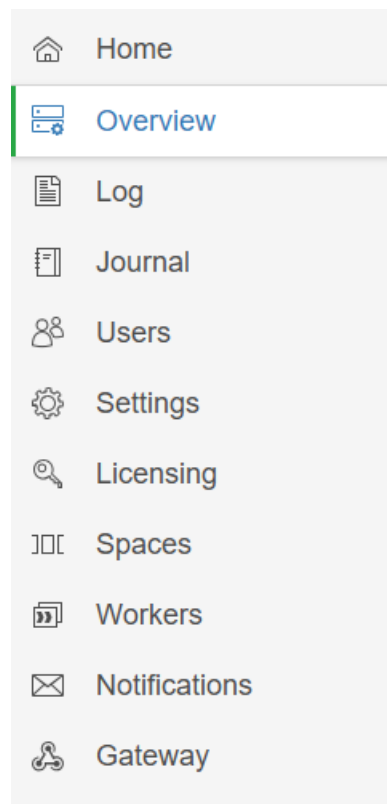 Home
Overview
Log
Journal
Users
Settings
Licensing
Spaces
Workers
Notifications
Gateway